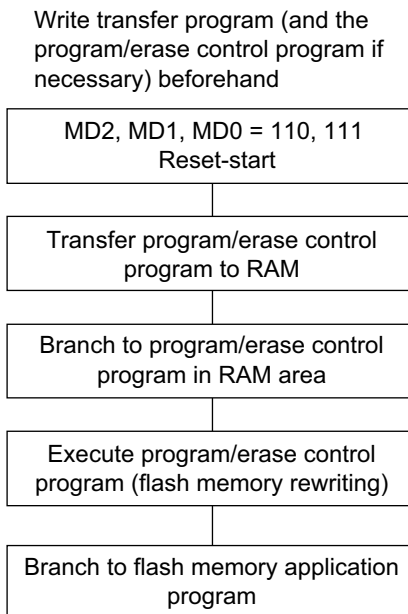 Write transfer program (and the
program/erase control program if
necessary) beforehand
MD2, MD1, MD0 = 110, 111
Reset-start
Transfer program/erase control
program to RAM
Branch to program/erase control
program in RAM area
Execute program/erase control
program (flash memory rewriting)
Branch to flash memory application
program